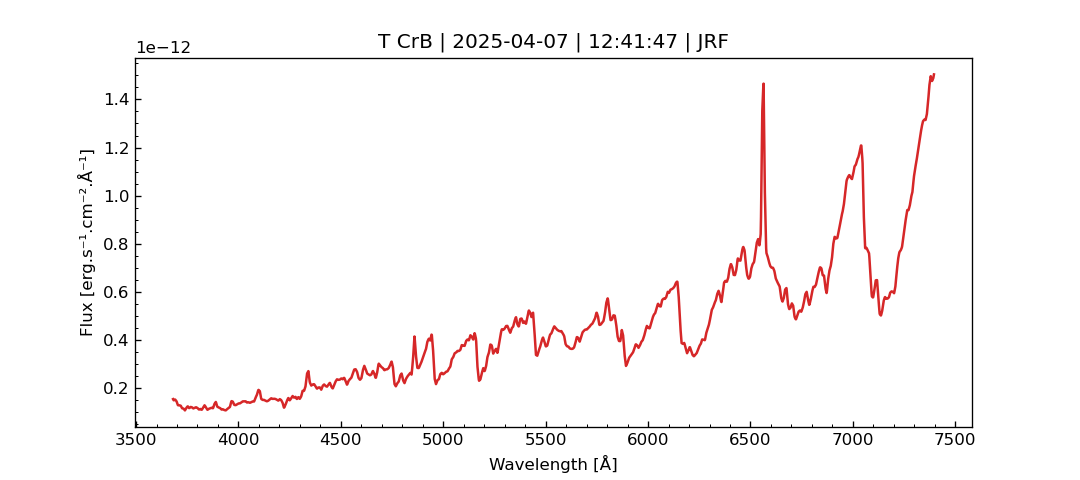 T CrB | 2025-04-07 | 12:41:47 | JRF
1e−12
1.4
1.2
1.0
0.8
0.6
0.4
0.2
Flux [erg.s⁻¹.cm⁻².Å⁻¹]
3500 4000 4500 5000 5500 6000 6500 7000 7500
Wavelength [Å]